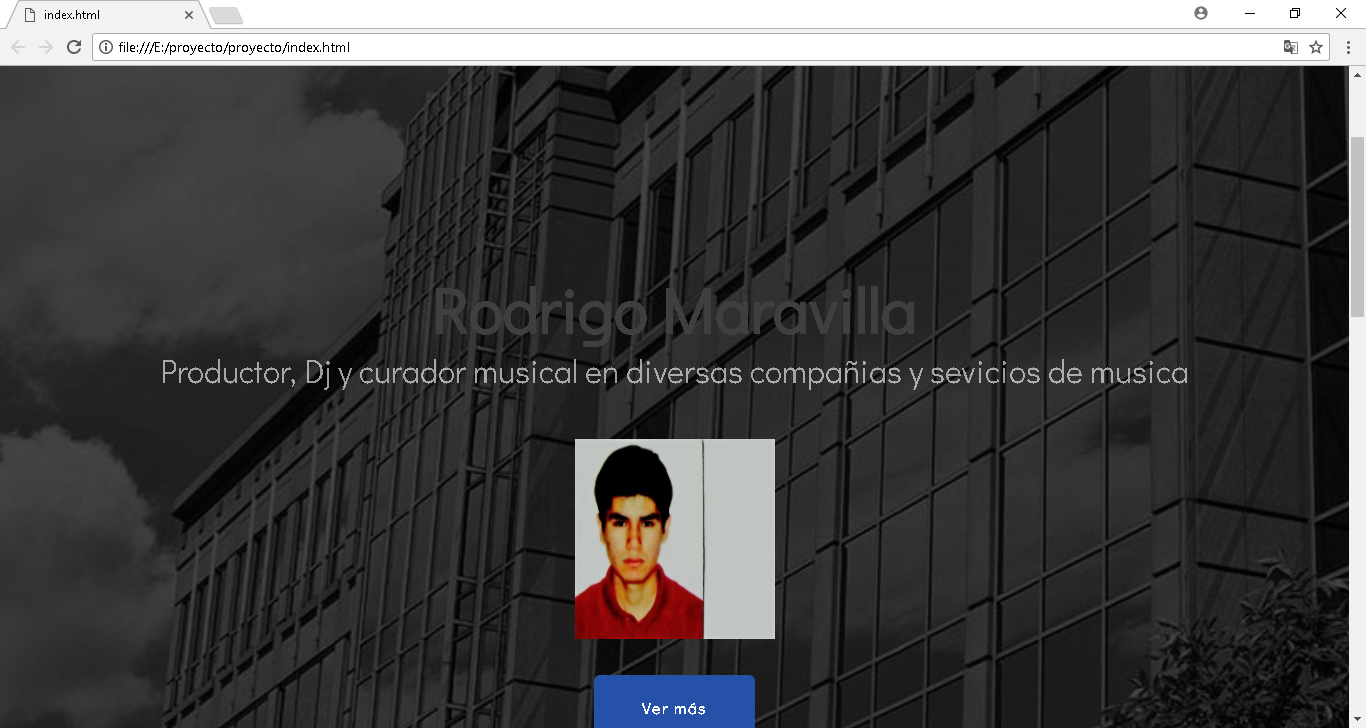 index.html
file:///E:/proyecto/proyecto/index.html
Rodrigo Maravilla
Productor, Dj y curador musical en diversas compañias y sevicios de musica
Ver más